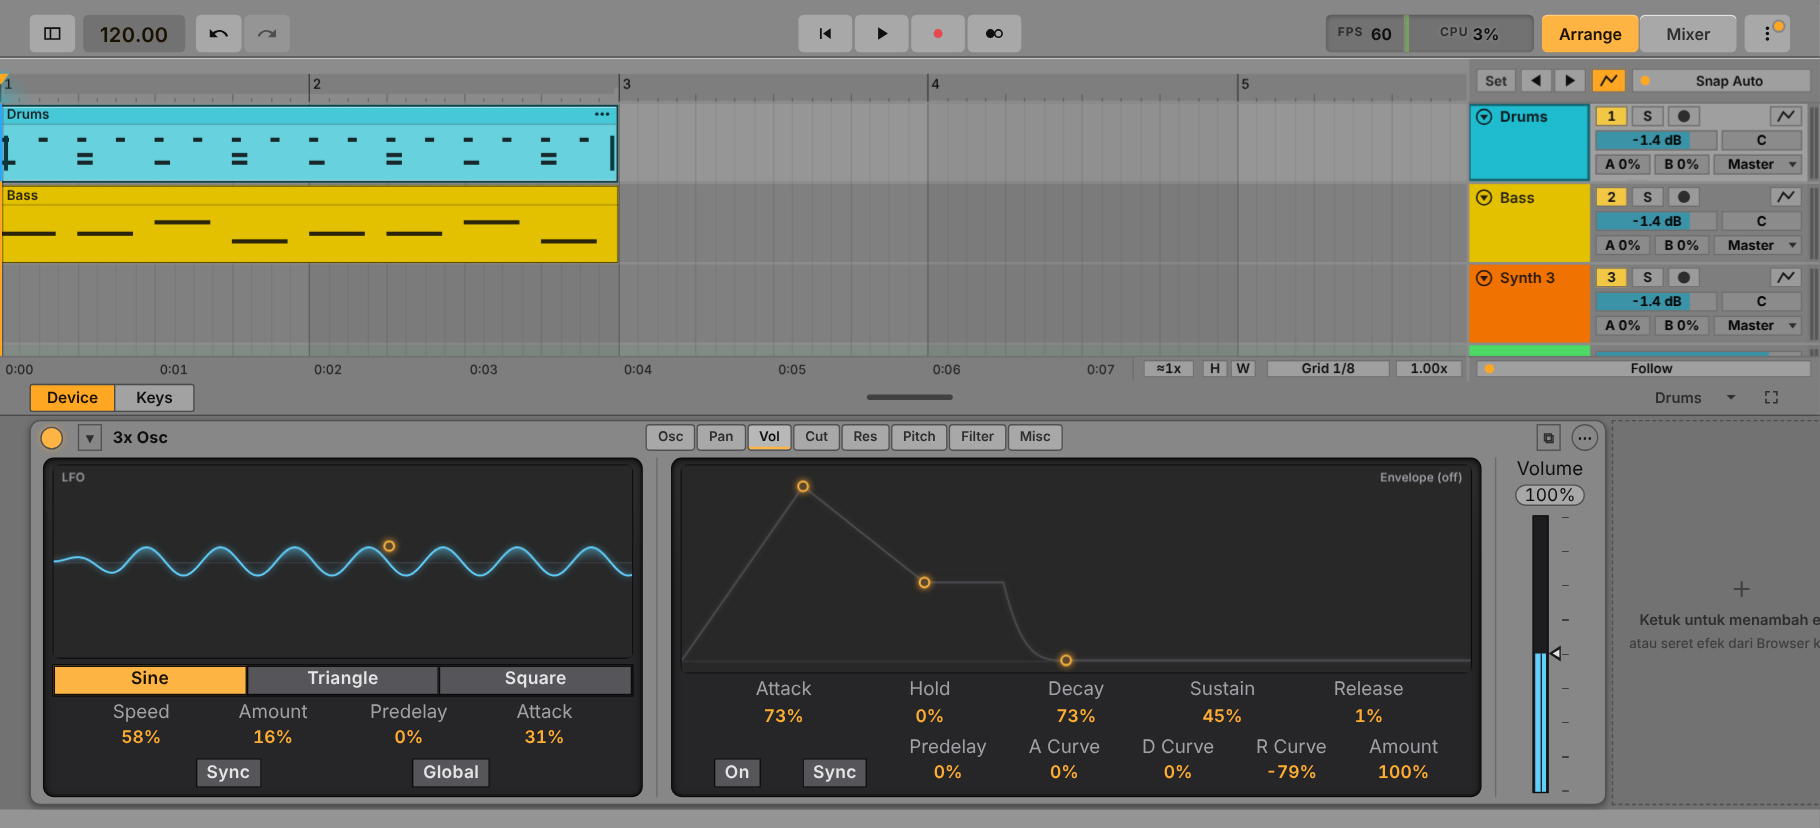 120.00
FPS 60 CPU 3%
Arrange Mixer
1 2 3 4 5
Set Snap Auto
Drums
Drums 1 S
-1.4 dB C
A 0% B 0% Master
Bass
Bass 2 S
-1.4 dB C
A 0% B 0% Master
Synth 3 3 S
-1.4 dB C
A 0% B 0% Master
0:00 0:01 0:02 0:03 0:04 0:05 0:06 0:07 ≈1x H W Grid 1/8 1.00x Follow
Device Keys Drums
3x Osc Osc Pan Vol Cut Res Pitch Filter Misc
LFO
Envelope (off)
Volume
100%
Sine Triangle Square
Speed Amount Predelay Attack
58% 16% 0% 31%
Sync Global
Attack Hold Decay Sustain Release
73% 0% 73% 45% 1%
Predelay A Curve D Curve R Curve Amount
On Sync 0% 0% 0% -79% 100%
+
Ketuk untuk menambah e
atau seret efek dari Browser k